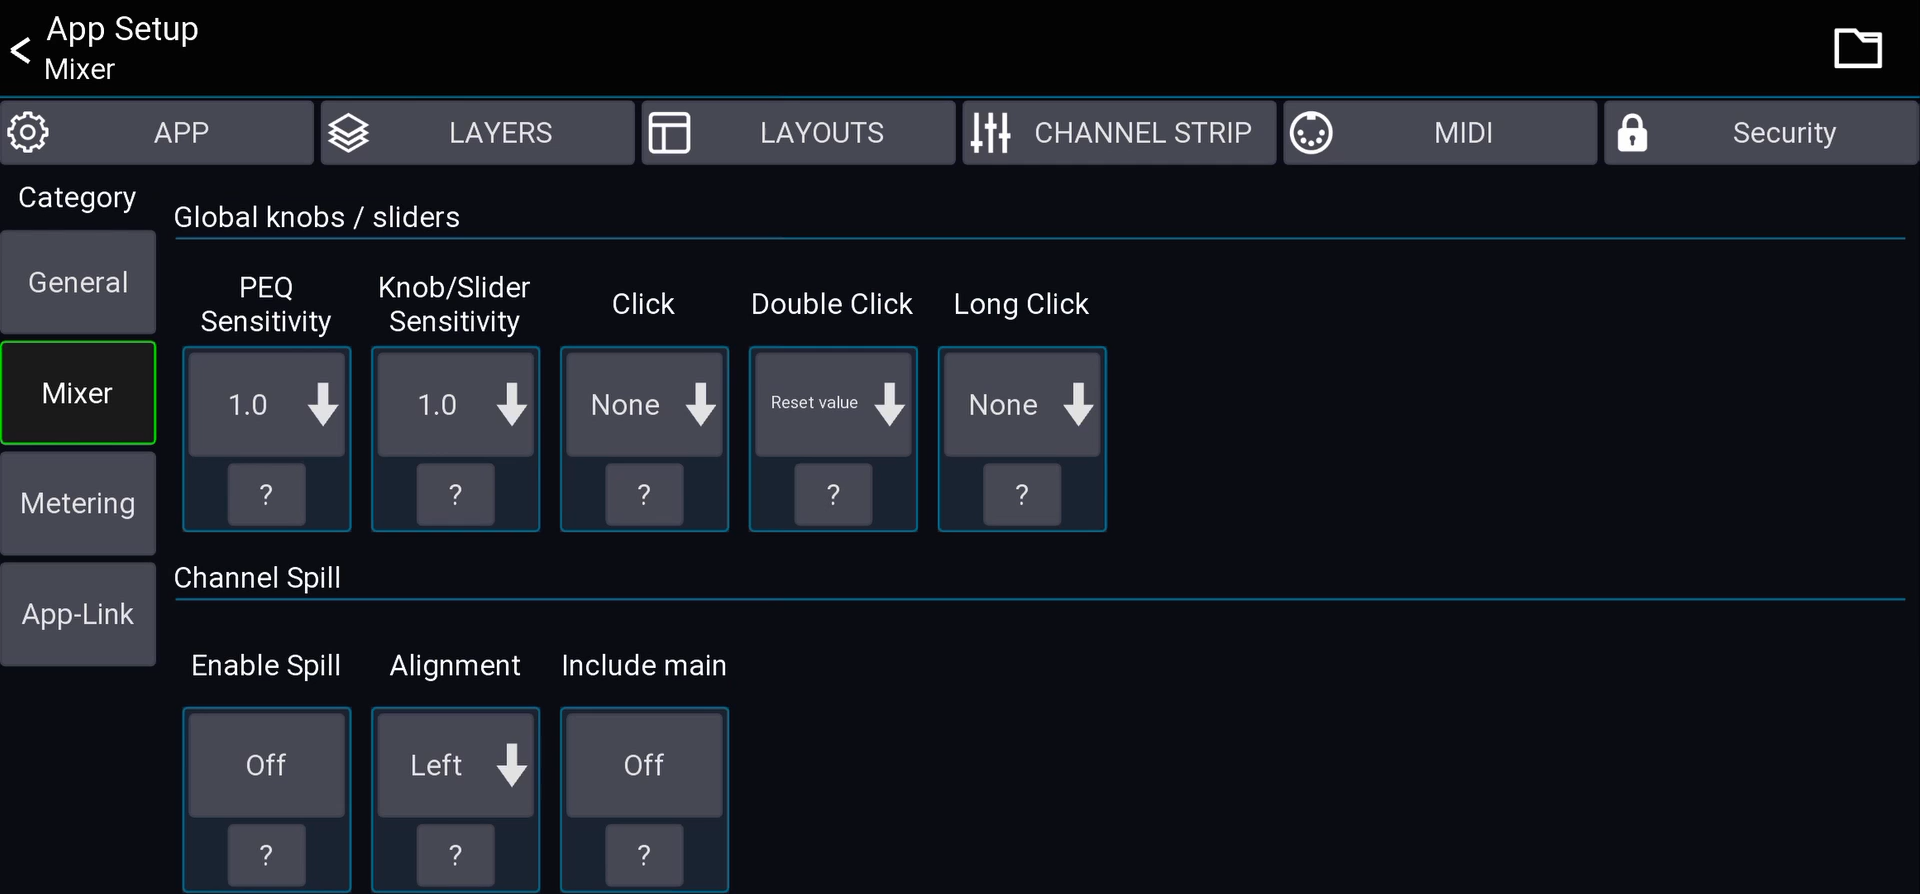 App Setup
Mixer
APP
LAYERS
LAYOUTS
CHANNEL STRIP
MIDI
Security
Category
General
Mixer
Metering
App-Link
Global knobs / sliders
PEQ
Sensitivity
Knob/Slider
Sensitivity
Click
Double Click
Long Click
1.0
1.0
None
Reset value
None
?
?
?
?
?
Channel Spill
Enable Spill
Alignment
Include main
Off
Left
Off
?
?
?